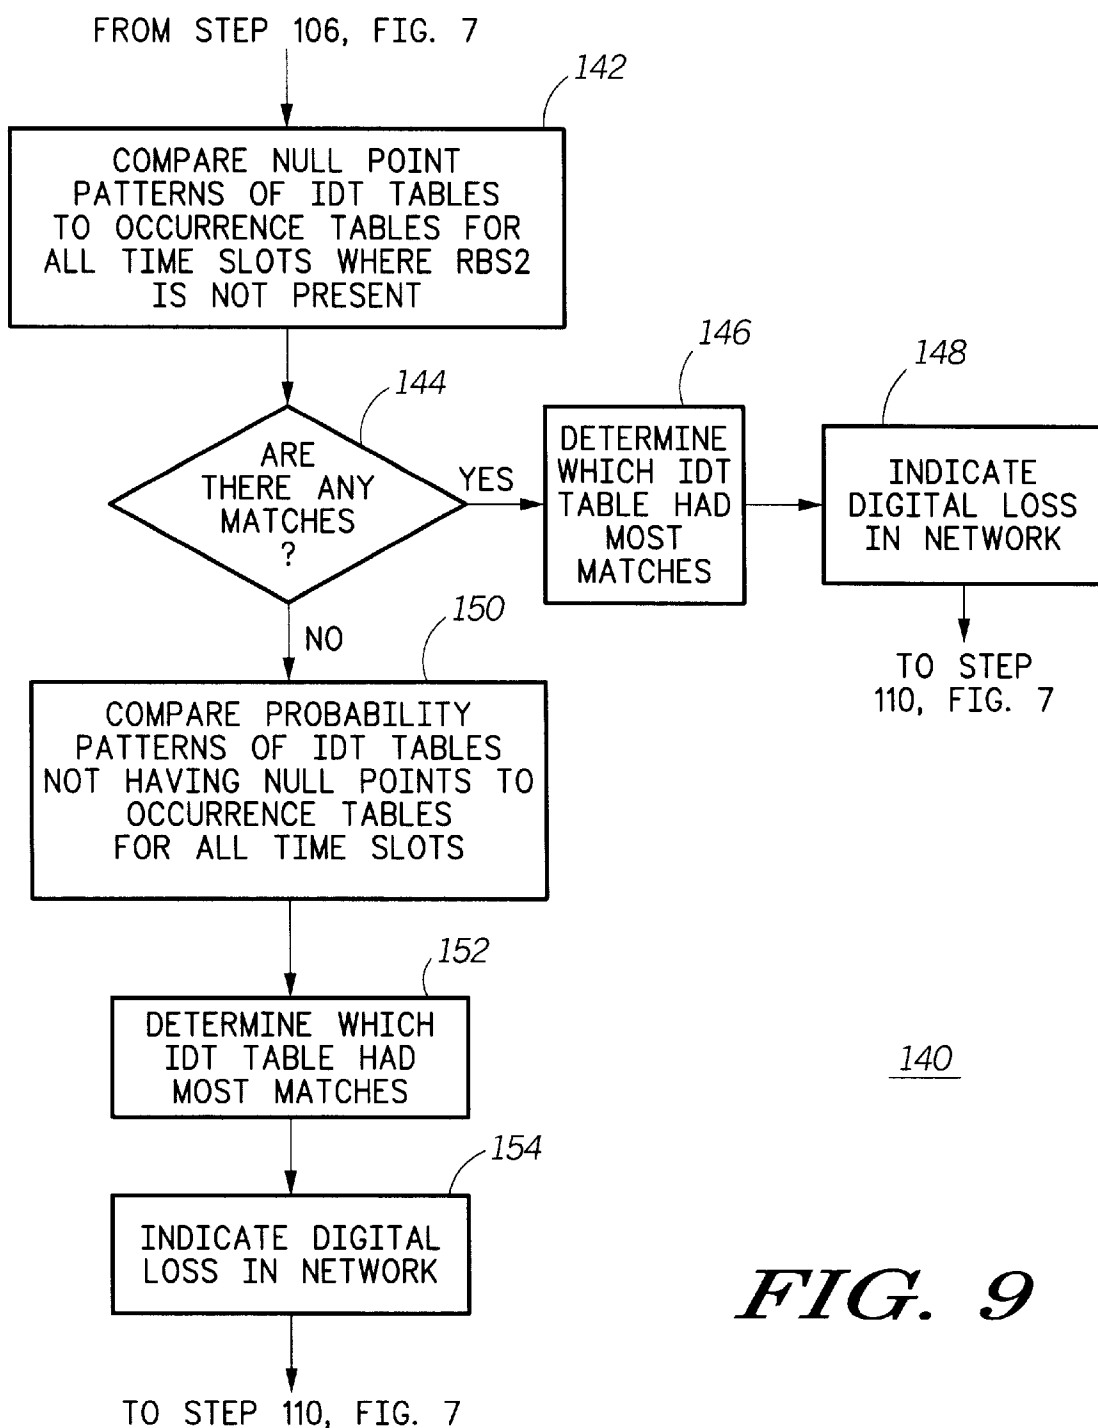 FROM STEP 106, FIG. 7
142
COMPARE NULL POINT
PATTERNS OF IDT TABLES
TO OCCURRENCE TABLES FOR
ALL TIME SLOTS WHERE RBS2
IS NOT PRESENT
144
ARE
THERE ANY
MATCHES
?
YES
146
DETERMINE
WHICH IDT
TABLE HAD
MOST
MATCHES
148
INDICATE
DIGITAL LOSS
IN NETWORK
TO STEP
110, FIG. 7
NO
150
COMPARE PROBABILITY
PATTERNS OF IDT TABLES
NOT HAVING NULL POINTS TO
OCCURRENCE TABLES
FOR ALL TIME SLOTS
152
DETERMINE WHICH
IDT TABLE HAD
MOST MATCHES
140
154
INDICATE DIGITAL
LOSS IN NETWORK
TO STEP 110, FIG. 7
FIG. 9